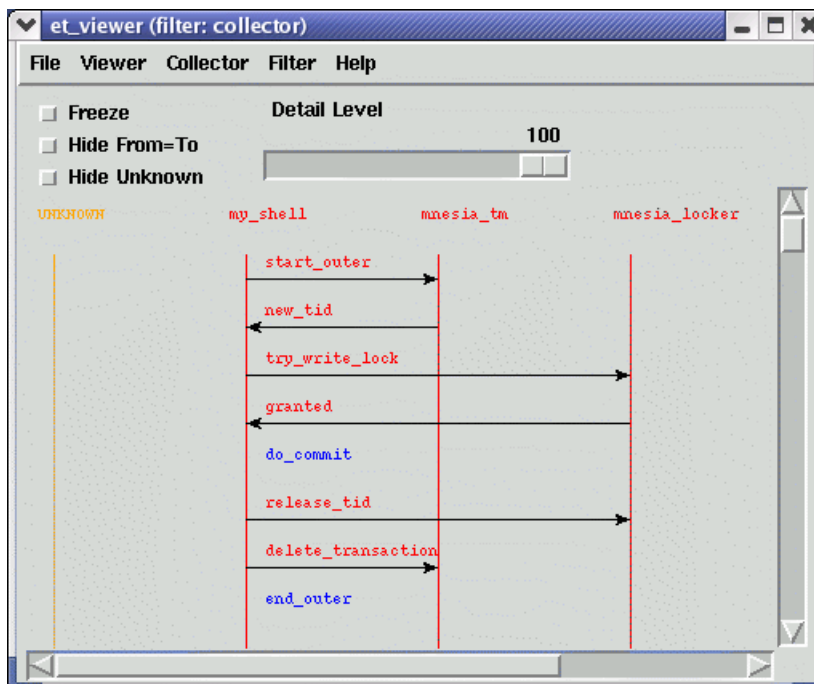 et_viewer (filter: collector)
File Viewer Collector Filter Help
Freeze
Detail Level
Hide From=To
100
Hide Unknown
UNKNOWN my_shell mnesia_tm mnesia_locker
start_outer
new_tid
try_write_lock
granted
do_commit
release_tid
delete_transaction
end_outer